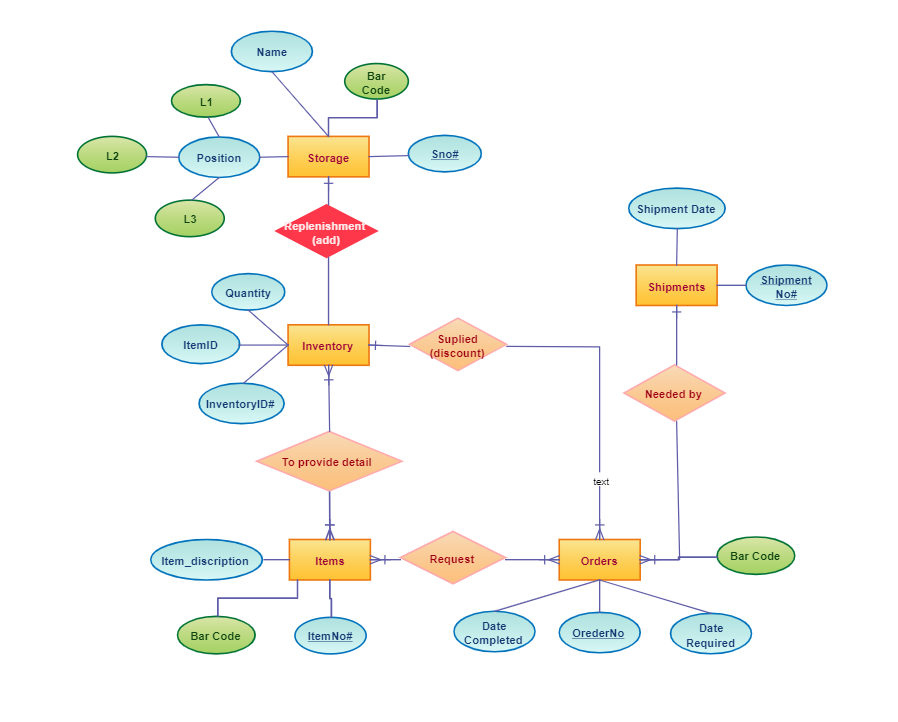 Name
Bar
Code
L1
L2
Position
Storage
Sno#
L3
Replenishment
(add)
Shipment Date
Shipments
Shipment
No#
Quantity
ItemID
Inventory
InventoryID#
Suplied
(discount)
Needed by
To provide detail
text
Item_discription
Items
Request
Orders
Bar Code
Bar Code
ItemNo#
Date
Completed
OrederNo
Date
Required